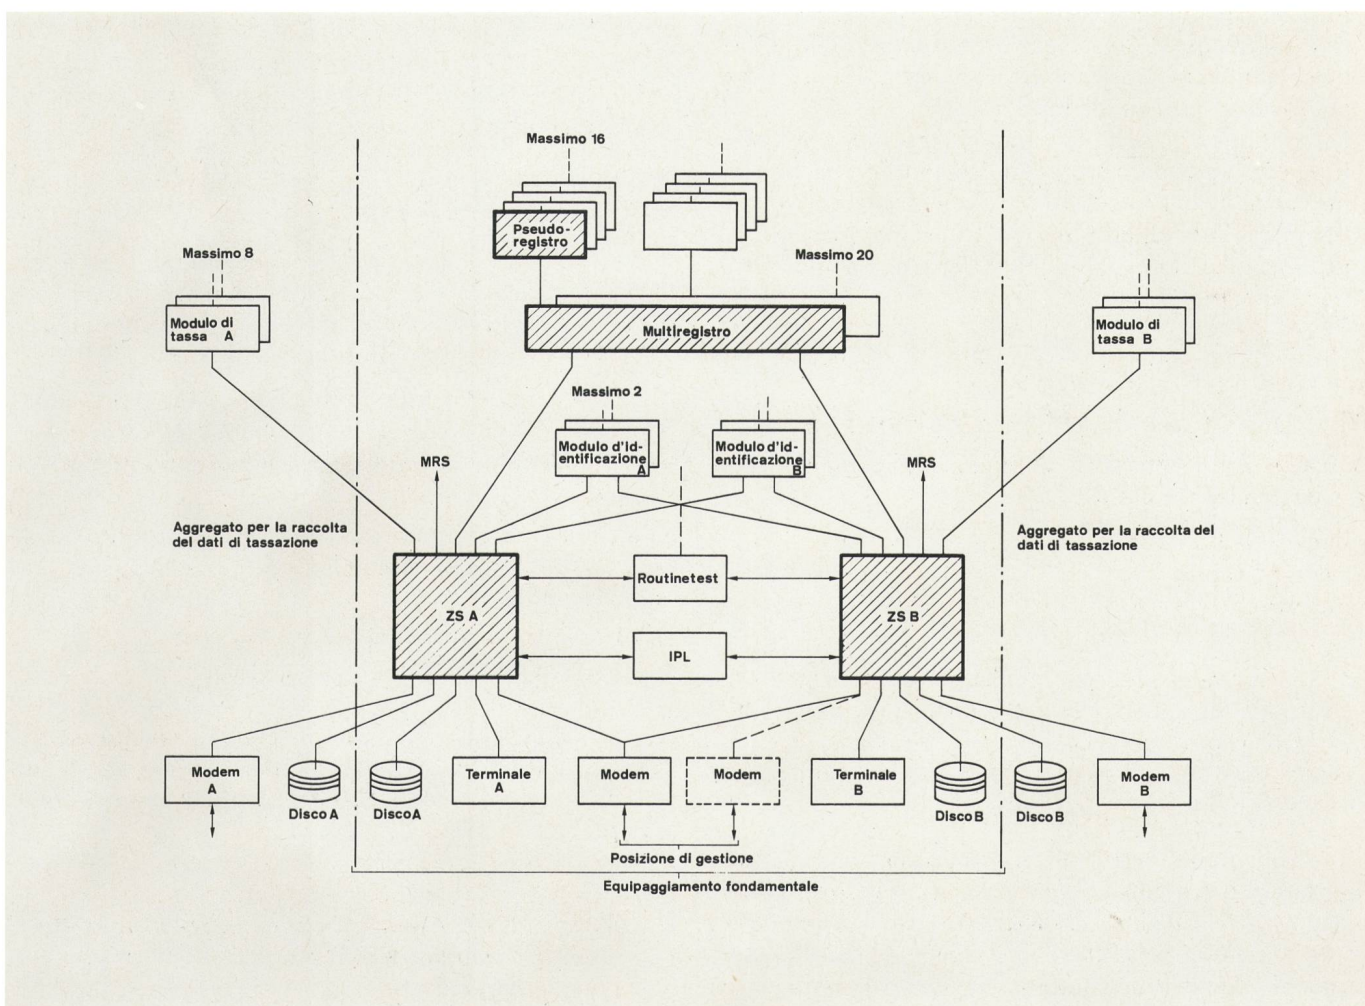 Massimo 16
Pseudo-
registro
Massimo 8
Massimo 20
Modulo di
tassa A
Multiregistro
Modulo di
tassa B
Massimo 2
Modulo d'id-
entificazione
A
Modulo d'id-
entificazione
B
MRS
MRS
Aggregato per la raccolta
del dati di tassazione
Aggregato per la raccolta del
dati di tassazione
Routinetest
ZS A
ZS B
IPL
Modem
A
Disco A
Disco A
Terminale
A
Modem
Modem
Terminale
B
Disco B
Disco B
Modem
B
Posizione di gestione
Equipaggiamento fondamentale